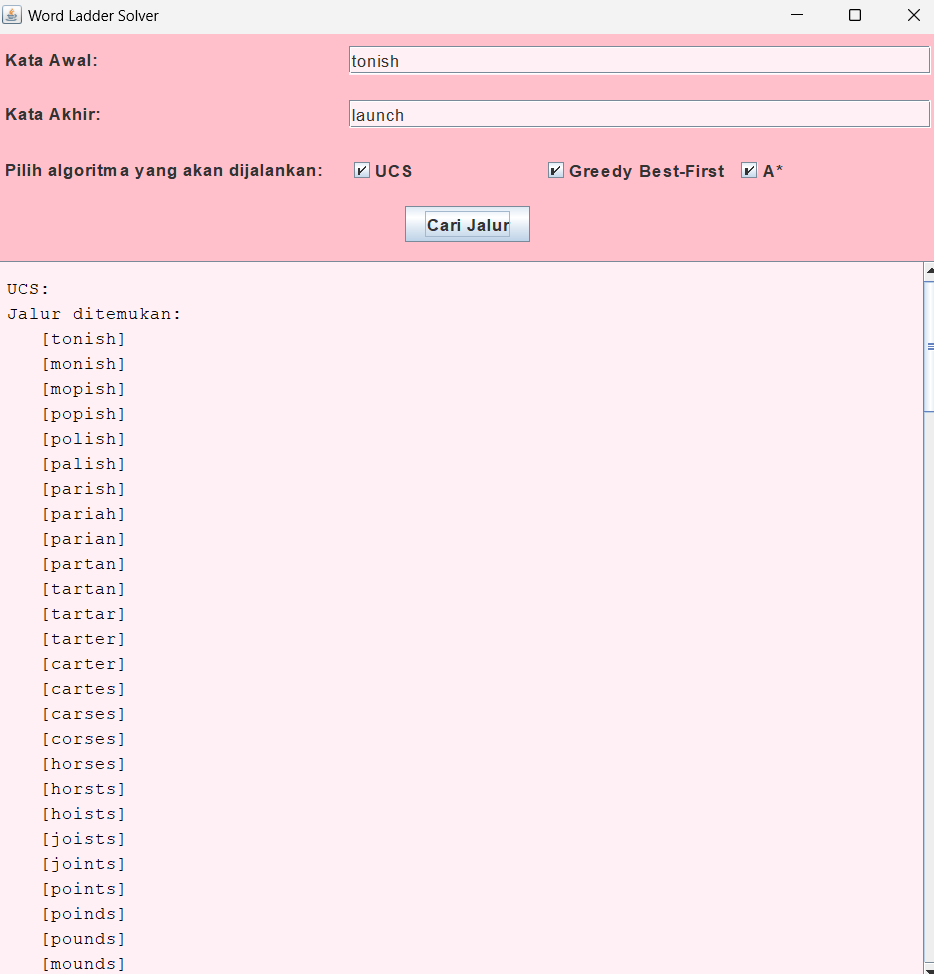 Word Ladder Solver
Kata Awal: tonish
Kata Akhir: launch
Pilih algoritma yang akan dijalankan: UCS Greedy Best-First A*
Cari Jalur
UCS:
Jalur ditemukan:
[tonish]
[monish]
[mopish]
[popish]
[polish]
[palish]
[parish]
[pariah]
[parian]
[partan]
[tartan]
[tartar]
[tarter]
[carter]
[cartes]
[carses]
[corses]
[horses]
[horsts]
[hoists]
[joists]
[joints]
[points]
[poinds]
[pounds]
[mounds]